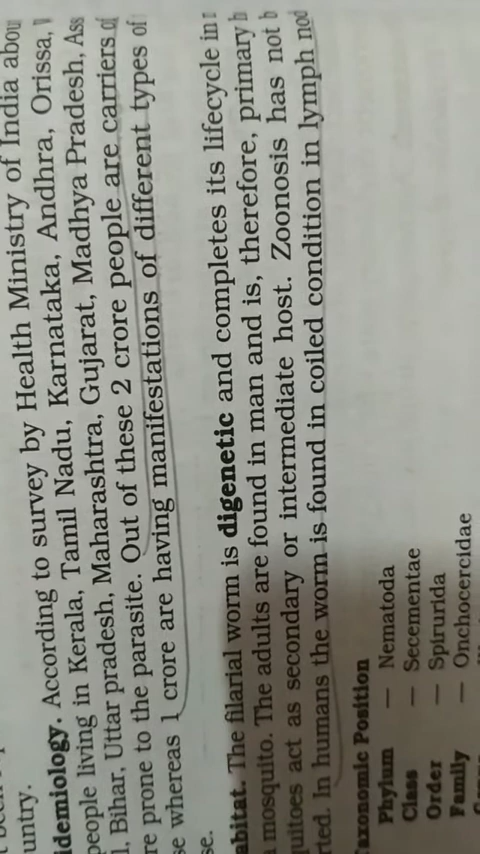 untry.
idemiology. According to survey by Health Ministry of India
people living in Kerala, Tamil Nadu, Karnataka, Andhra, Orissa,
Bihar, Uttar pradesh, Maharashtra, Gujarat, Madhya Pradesh,
re prone to the parasite. Out of these 2 crore people are carriers
se whereas 1 crore are having manifestations of different types of
se.
abitat. The filarial worm is digenetic and completes its lifecycle in
mosquito. The adults are found in man and is, therefore, primary
quitoes act as secondary or intermediate host. Zoonosis has not
rted. In humans the worm is found in coiled condition in lymph
axonomic Position
Phylum — Nematoda
Class — Secementae
Order — Spirurida
Family — Onchocercidae